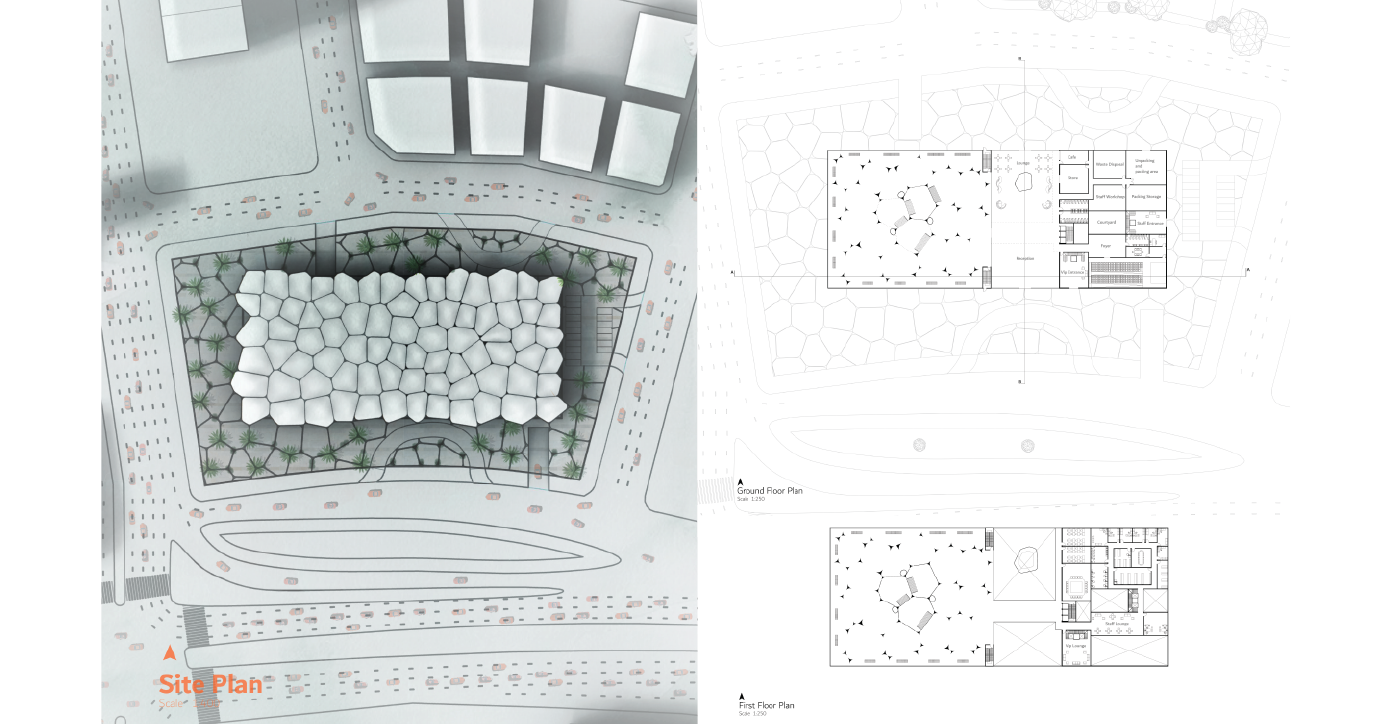 Site Plan
Scale
B
Lounge
Cafe
Store
Waste Disposal
Unpacking
and
packing area
Staff Workshop
Packing Storage
Courtyard
Staff Entrance
Foyer
Reception
Vip Entrance
A
A
B
Ground Floor Plan
Scale 1:250
Staff Lounge
Vip Lounge
First Floor Plan
Scale 1:250